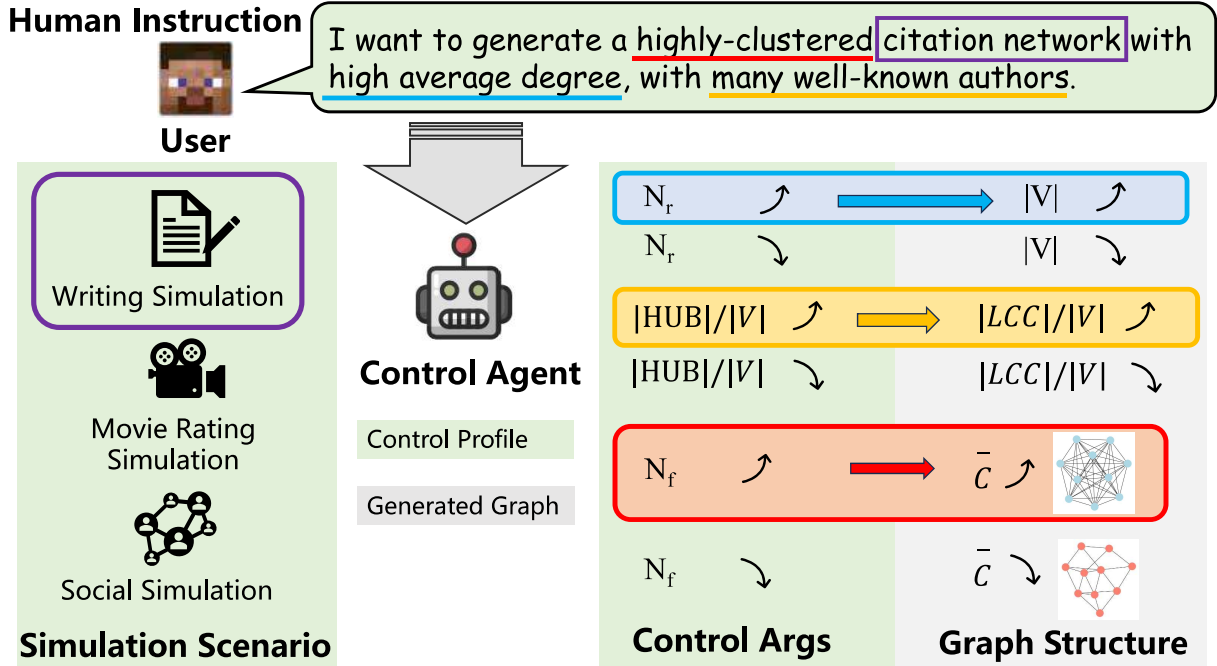 Human Instruction
I want to generate a highly-clustered citation network with
high average degree, with many well-known authors.
User
Writing Simulation
Movie Rating
Simulation
Social Simulation
Simulation Scenario
Control Agent
Control Profile
Generated Graph
N_r |V|
N_r |V|
|HUB|/|V| |LCC|/|V|
|HUB|/|V| |LCC|/|V|
N_f C̄
N_f C̄
Control Args
Graph Structure